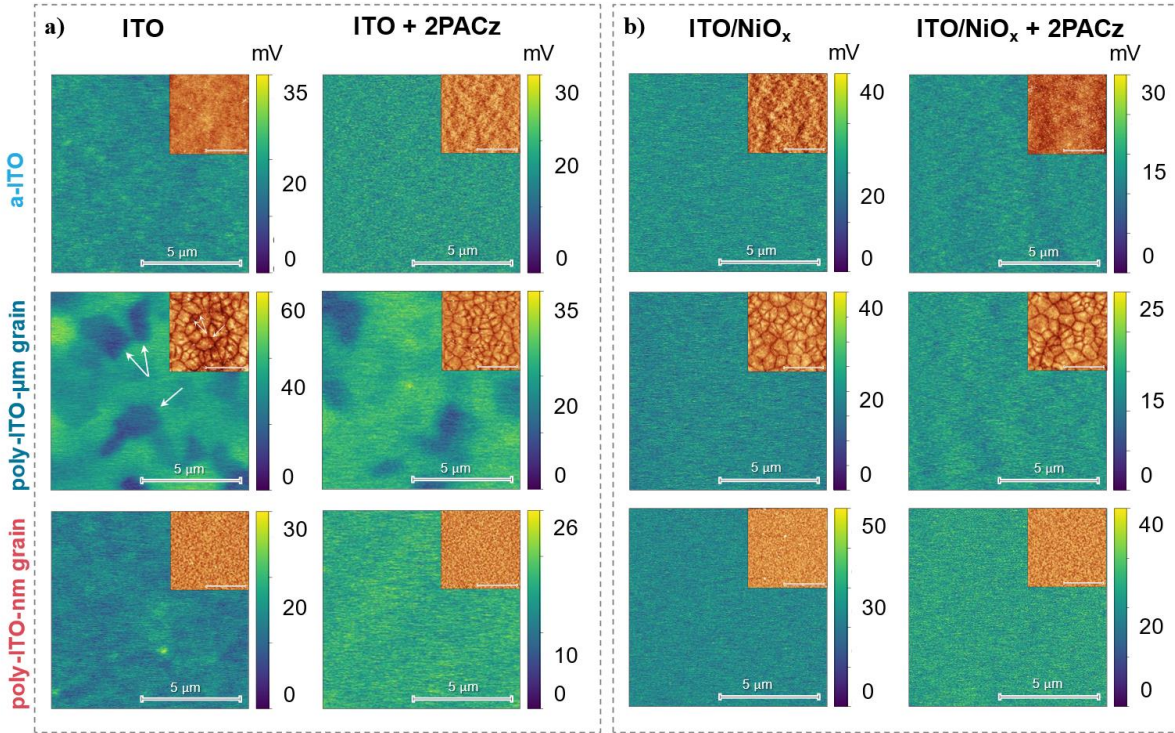 a) ITO ITO + 2PACz
b) ITO/NiOx ITO/NiOx + 2PACz
mV mV mV mV
a-ITO
35 20 0
5 µm
30 20 0
5 µm
40 20 0
5 µm
30 15 0
5 µm
poly-ITO-µm grain
60 40 20 0
5 µm
35 20 0
5 µm
40 20 0
5 µm
25 15 0
5 µm
poly-ITO-nm grain
30 20 0
5 µm
26 10 0
5 µm
50 30 0
5 µm
40 20 0
5 µm